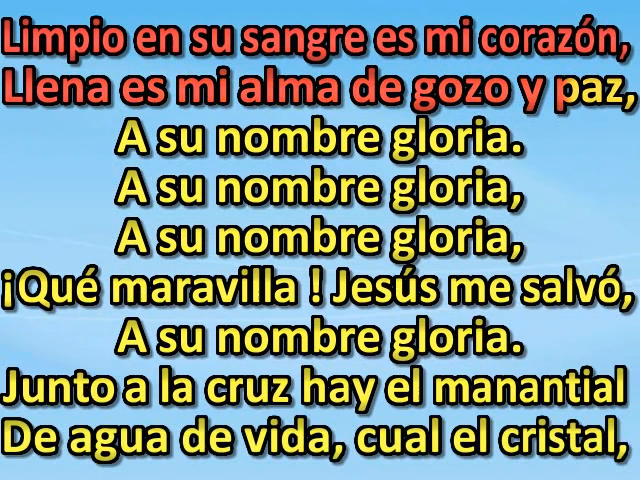 Limpio en su sangre es mi corazón,
Llena es mi alma de gozo y paz,
A su nombre gloria.
A su nombre gloria,
A su nombre gloria,
¡Qué maravilla ! Jesús me salvó,
A su nombre gloria.
Junto a la cruz hay el manantial
De agua de vida, cual el cristal,